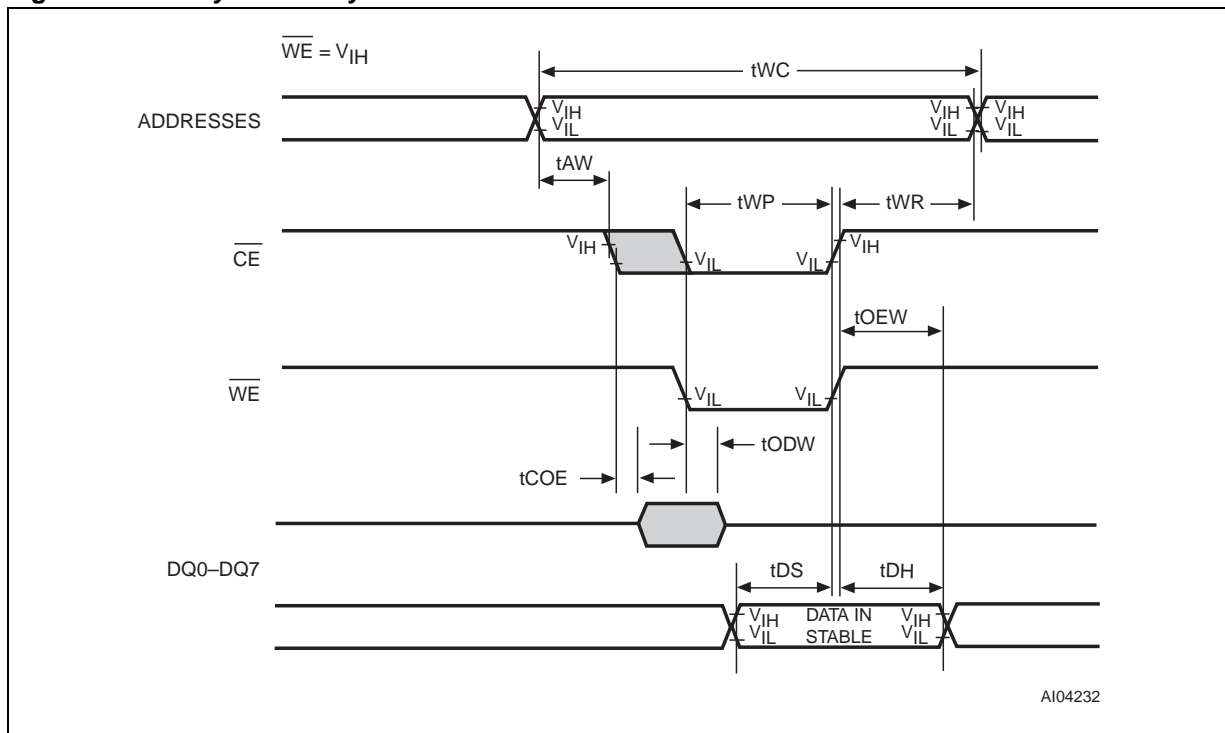 WE = VIH
tWC
ADDRESSES
VIH
VIL
VIH
VIL
VIH
VIL
tAW
tWP
tWR
CE
VIH
VIL
VIL
VIH
tOEW
WE
VIL
VIL
tODW
tCOE
DQ0–DQ7
tDS
tDH
VIH
VIL
DATA IN
STABLE
VIH
VIL
AI04232